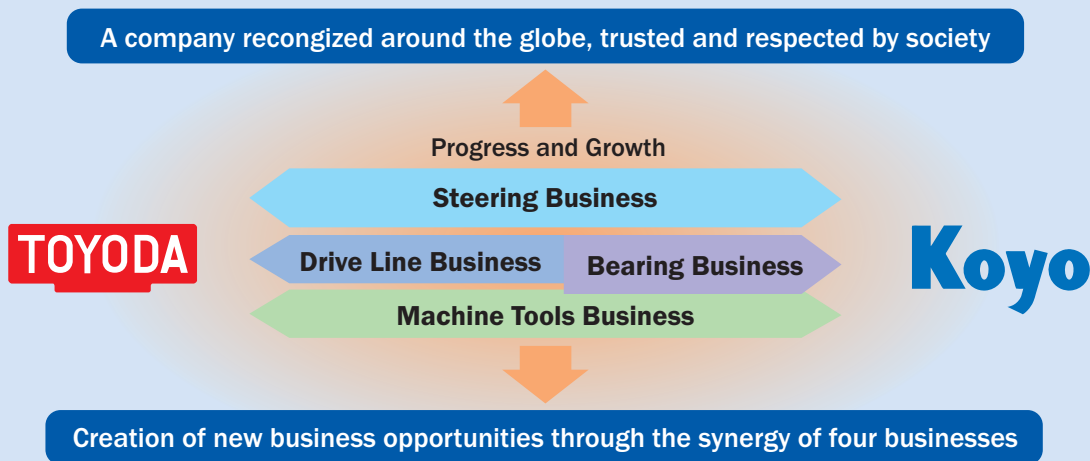 A company recongized around the globe, trusted and respected by society
Progress and Growth
Steering Business
TOYODA
Drive Line Business
Bearing Business
Koyo
Machine Tools Business
Creation of new business opportunities through the synergy of four businesses